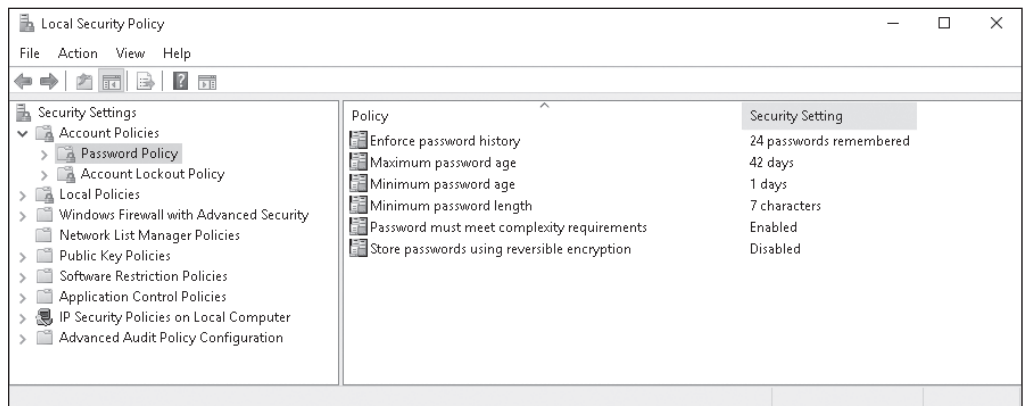 Local Security Policy
File Action View Help
Security Settings
Account Policies
Password Policy
Account Lockout Policy
Local Policies
Windows Firewall with Advanced Security
Network List Manager Policies
Public Key Policies
Software Restriction Policies
Application Control Policies
IP Security Policies on Local Computer
Advanced Audit Policy Configuration
Policy Security Setting
Enforce password history 24 passwords remembered
Maximum password age 42 days
Minimum password age 1 days
Minimum password length 7 characters
Password must meet complexity requirements Enabled
Store passwords using reversible encryption Disabled